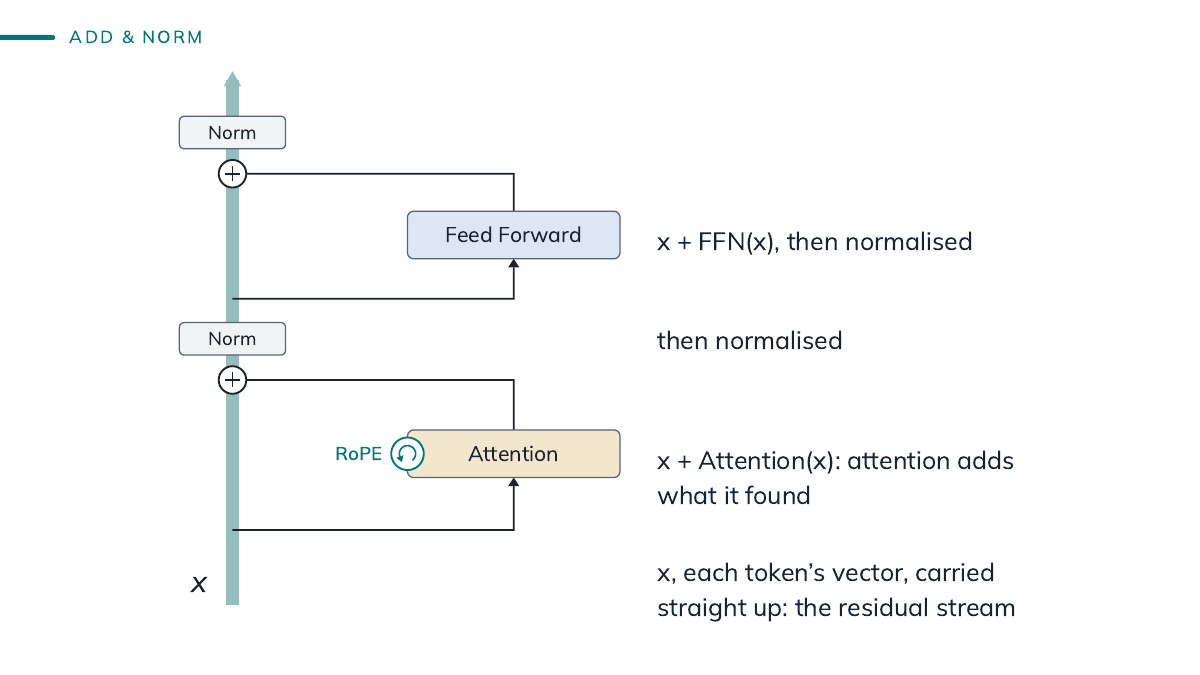 ADD & NORM
Norm
Feed Forward
x + FFN(x), then normalised
Norm
then normalised
RoPE
Attention
x + Attention(x): attention adds
what it found
x
x, each token’s vector, carried
straight up: the residual stream